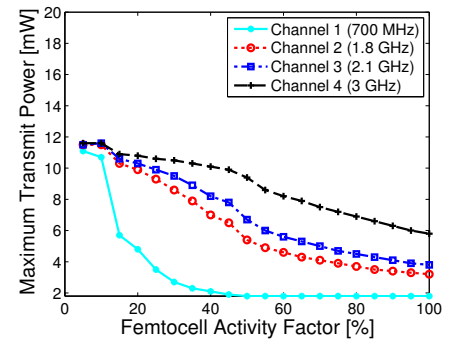 Maximum Transmit Power [mW]
20
18
16
14
12
10
8
6
4
2
0
20
40
60
80
100
Femtocell Activity Factor [%]
Channel 1 (700 MHz)
Channel 2 (1.8 GHz)
Channel 3 (2.1 GHz)
Channel 4 (3 GHz)